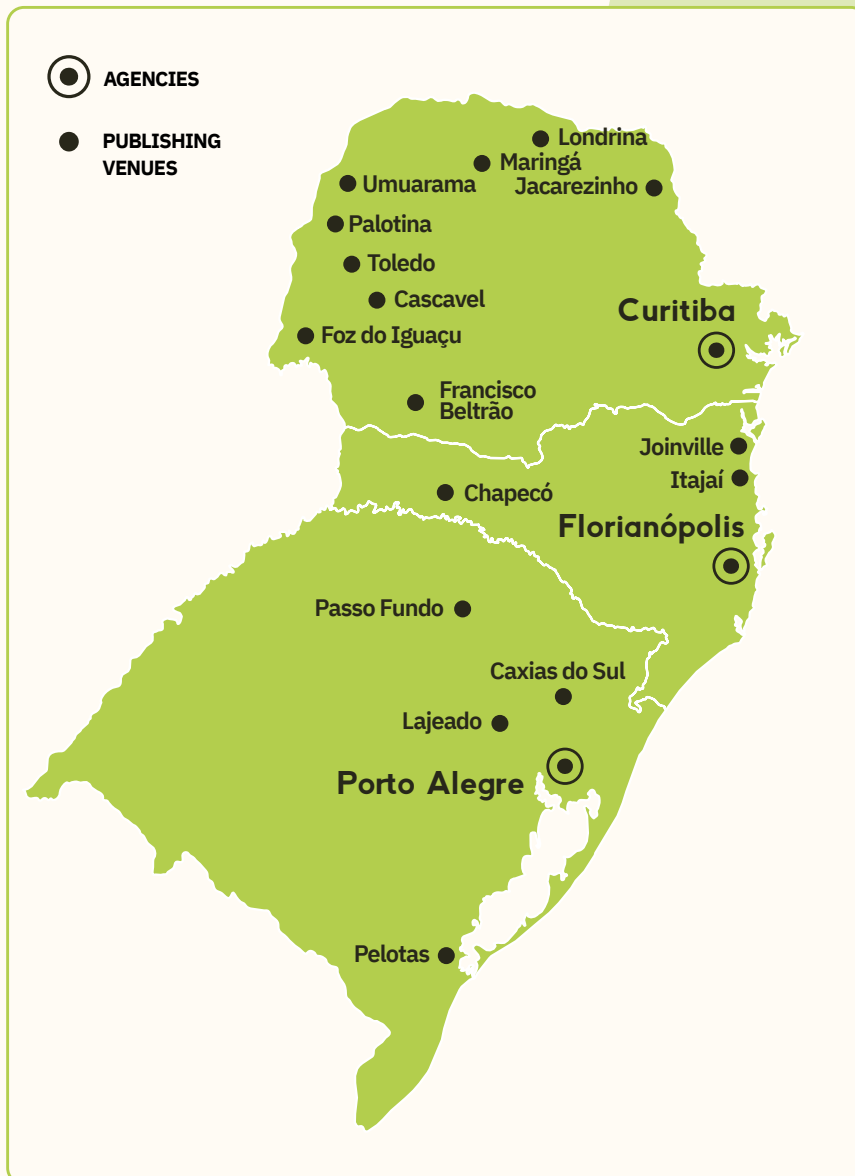 AGENCIES
PUBLISHING
VENUES
Londrina
Maringá
Jacarezinho
Umuarama
Palotina
Toledo
Cascavel
Curitiba
Foz do Iguaçu
Francisco
Beltrão
Joinville
Itajaí
Chapecó
Florianópolis
Passo Fundo
Caxias do Sul
Lajeado
Porto Alegre
Pelotas